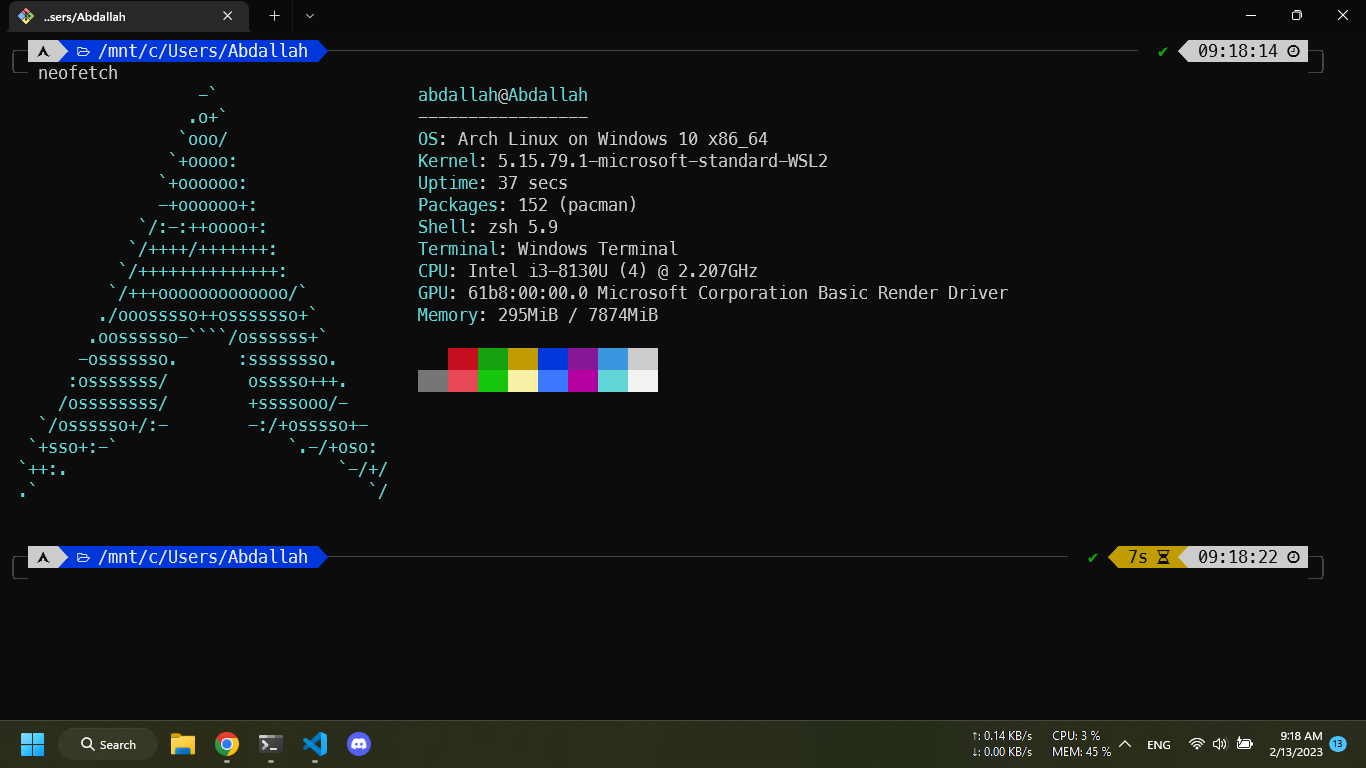 ..sers/Abdallah
/mnt/c/Users/Abdallah ✔ 09:18:14
neofetch
                  -`
                 .o+`
                `ooo/
               `+oooo:
              `+oooooo:
              -+oooooo+:
            `/:-:++oooo+:
           `/++++/+++++++:
          `/++++++++++++++:
         `/+++ooooooooooooo/`
        ./ooosssso++osssssso+`
       .oossssso-````/ossssss+`
      -osssssso.      :ssssssso.
     :osssssss/        osssso+++.
    /ossssssss/        +ssssooo/-
  `/ossssso+/:-        -:/+osssso+-
 `+sso+:-`                 `.-/+oso:
`++:.                           `-/+/
.`                                 `/
abdallah@Abdallah
-----------------
OS: Arch Linux on Windows 10 x86_64
Kernel: 5.15.79.1-microsoft-standard-WSL2
Uptime: 37 secs
Packages: 152 (pacman)
Shell: zsh 5.9
Terminal: Windows Terminal
CPU: Intel i3-8130U (4) @ 2.207GHz
GPU: 61b8:00:00.0 Microsoft Corporation Basic Render Driver
Memory: 295MiB / 7874MiB
/mnt/c/Users/Abdallah ✔ 7s 09:18:22
Search
↑: 0.14 KB/s CPU: 3 %
↓: 0.00 KB/s MEM: 45 %
ENG
9:18 AM
2/13/2023
13